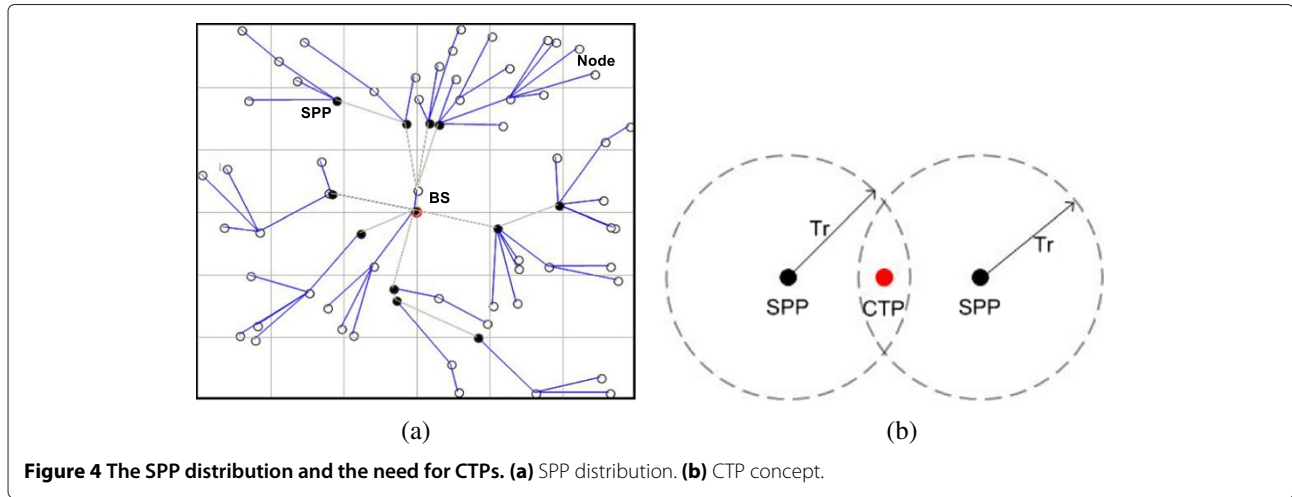 Node
SPP
BS
Tr
Tr
SPP
CTP
SPP
(a)
(b)
Figure 4 The SPP distribution and the need for CTPs. (a) SPP distribution. (b) CTP concept.